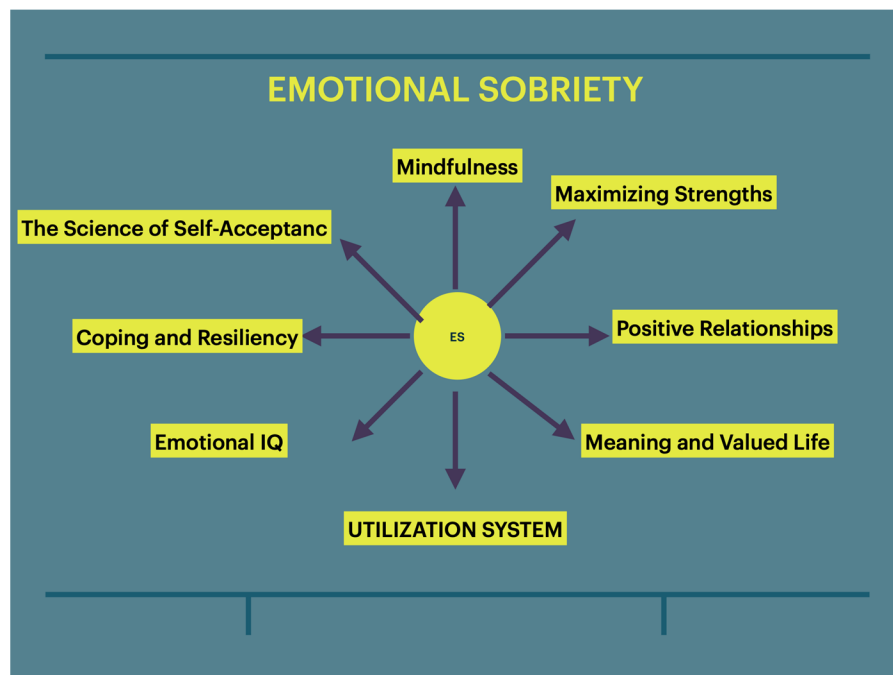 EMOTIONAL SOBRIETY
Mindfulness
Maximizing Strengths
The Science of Self-Acceptanc
ES
Coping and Resiliency
Positive Relationships
Emotional IQ
Meaning and Valued Life
UTILIZATION SYSTEM